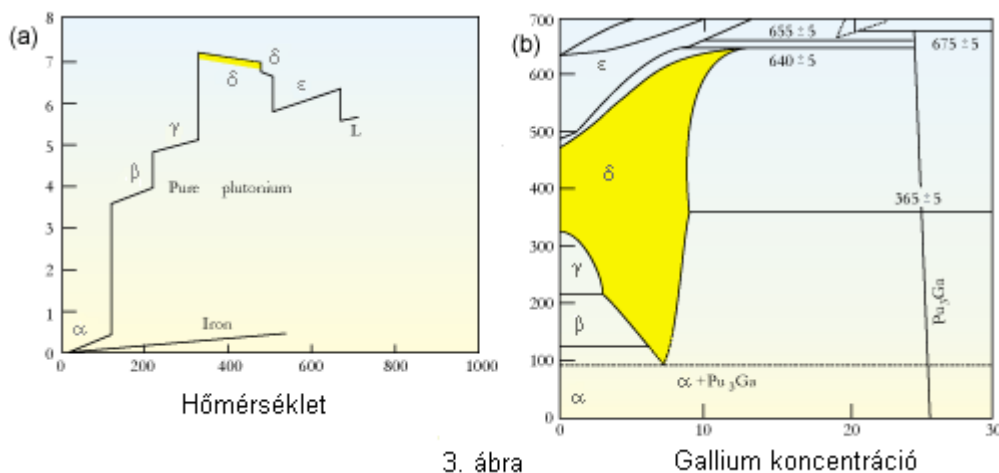 (a)
8
7
6
5
4
3
2
1
0
δ
δ
ε
L
γ
β
Pure plutonium
α
Iron
0 200 400 600 800 1000
Hőmérséklet
(b)
700
600
500
400
300
200
100
0
655 ± 5
675 ± 5
640 ± 5
ε
δ
365 ± 5
γ
β
Pu3Ga
α + Pu3Ga
α
0 10 20 30
Gallium koncentráció
3. ábra